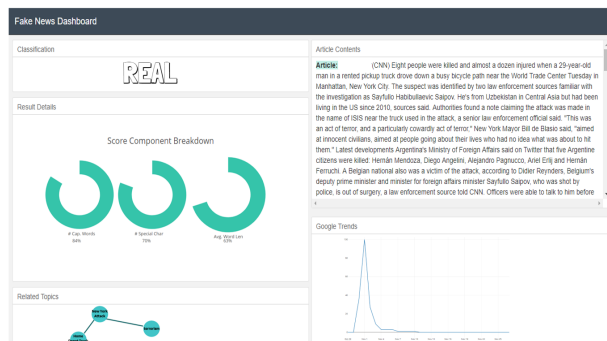 Fake News Dashboard
Classification
REAL
Result Details
Score Component Breakdown
# Cap. Words
84%
# Special Char
70%
Avg. Word Len
63%
Related Topics
New York
Attack
terrorism
Article Contents
Article: (CNN) Eight people were killed and almost a dozen injured when a 29-year-old
man in a rented pickup truck drove down a busy bicycle path near the World Trade Center Tuesday in
Manhattan, New York City. The suspect was identified by two law enforcement sources familiar with
the investigation as Sayfullo Habibullaevic Saipov. He's from Uzbekistan in Central Asia but had been
living in the US since 2010, sources said. Authorities found a note claiming the attack was made in
the name of ISIS near the truck used in the attack, a senior law enforcement official said. "This was
an act of terror, and a particularly cowardly act of terror," New York Mayor Bill de Blasio said, "aimed
at innocent civilians, aimed at people going about their lives who had no idea what was about to hit
them." Latest developments Argentina's Ministry of Foreign Affairs said on Twitter that five Argentine
citizens were killed: Hernán Mendoza, Diego Angelini, Alejandro Pagnucco, Ariel Erlij and Hernán
Ferruchi. A Belgian national also was a victim of the attack, according to Didier Reynders, Belgium's
deputy prime minister and minister for foreign affairs minister Sayfullo Saipov, who was shot by
police, is out of surgery, a law enforcement source told CNN. Officers were able to talk to him before
Google Trends